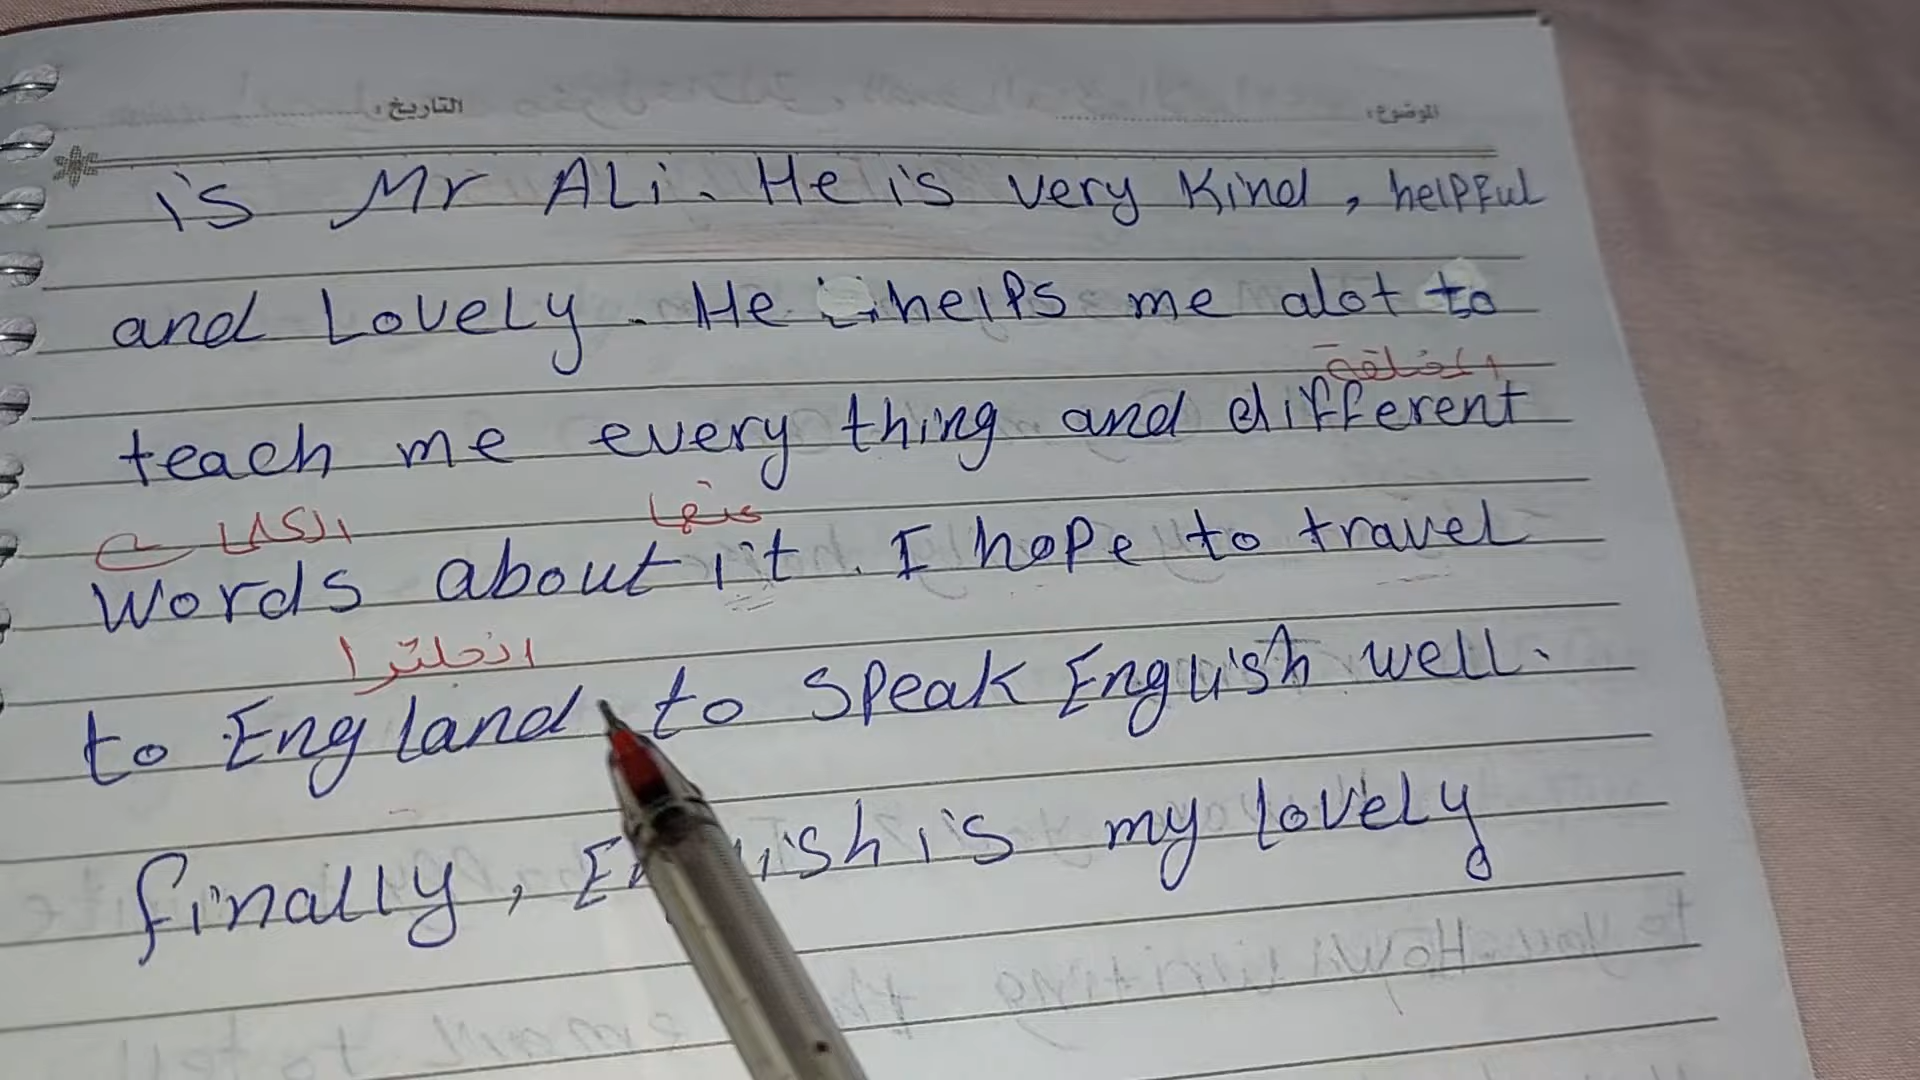 الموضوع: التاريخ:
is Mr ALi. He is very Kind, helpful
and Lovely. He helps me alot to
المختلفة
teach me every thing and different
الكلمات عنها
words about it. I hope to travel
انجلترا
to England to speak English well.
finally, English is my lovely